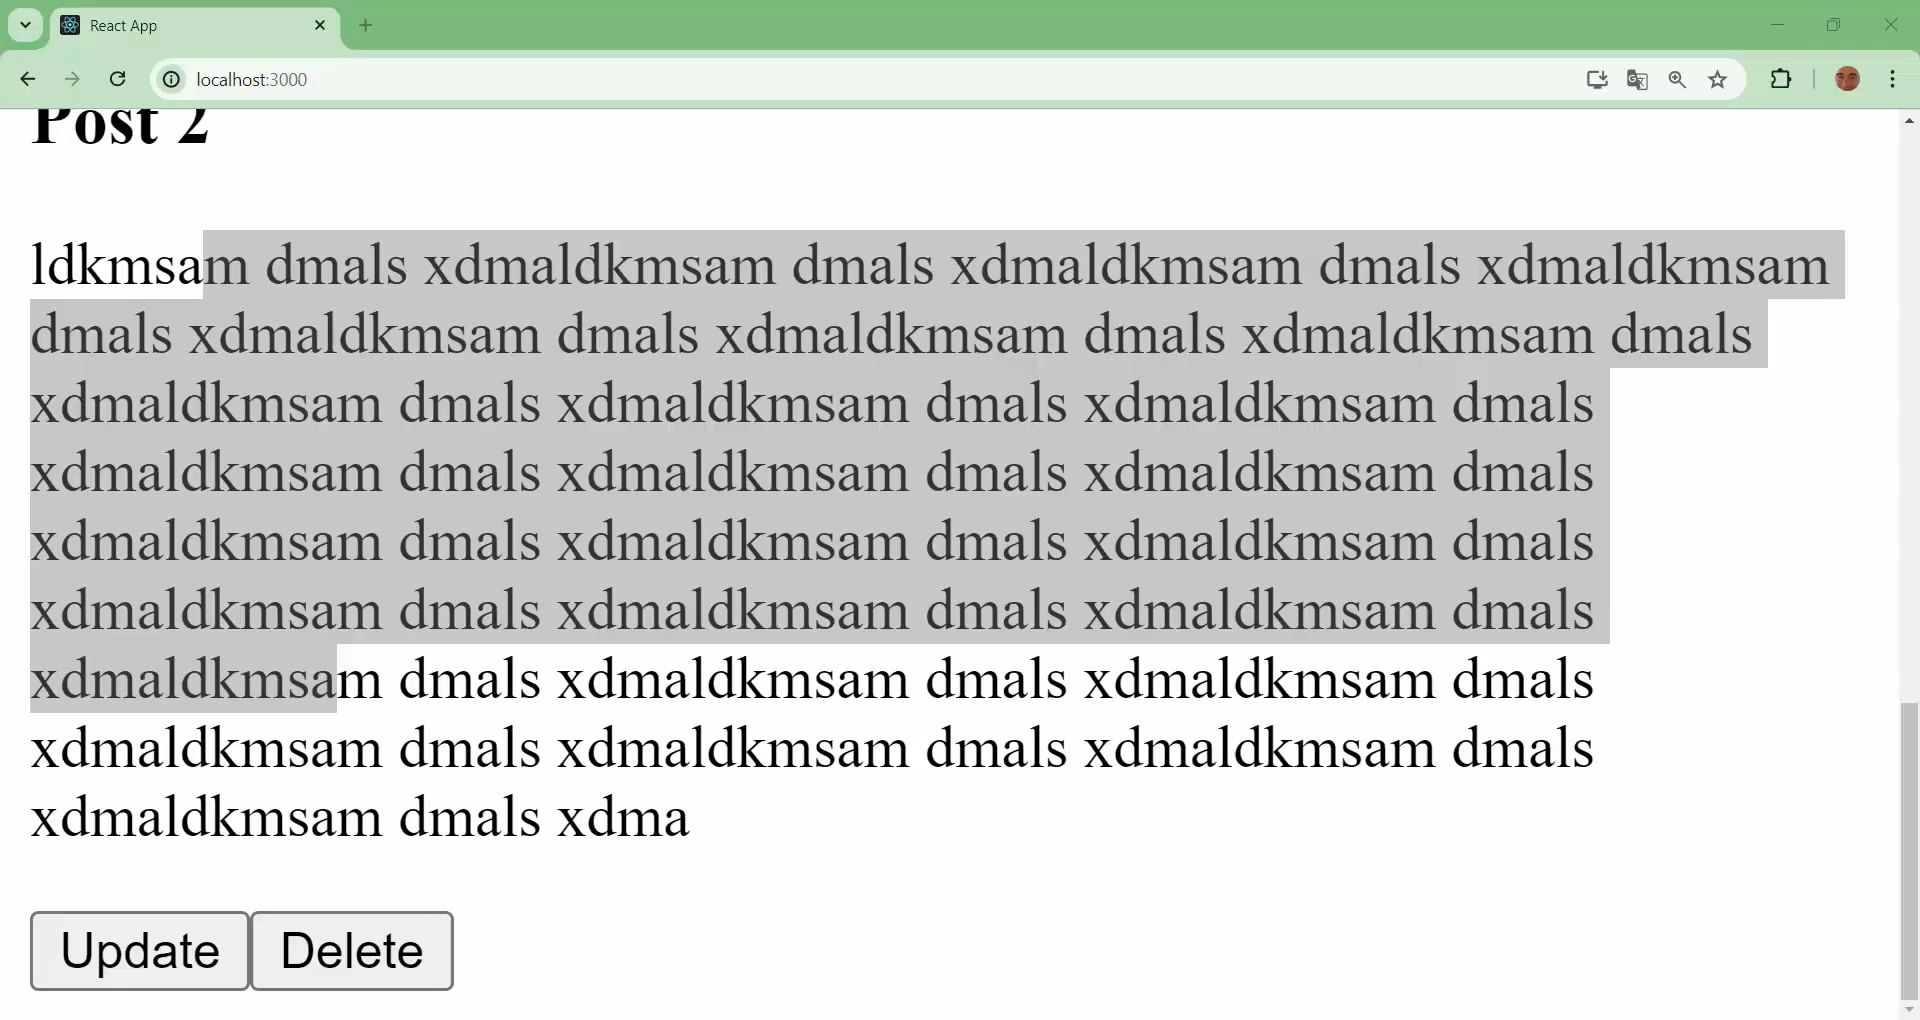 React App
localhost:3000
Post 2
ldkmsam dmals xdmaldkmsam dmals xdmaldkmsam dmals xdmaldkmsam
dmals xdmaldkmsam dmals xdmaldkmsam dmals xdmaldkmsam dmals
xdmaldkmsam dmals xdmaldkmsam dmals xdmaldkmsam dmals
xdmaldkmsam dmals xdmaldkmsam dmals xdmaldkmsam dmals
xdmaldkmsam dmals xdmaldkmsam dmals xdmaldkmsam dmals
xdmaldkmsam dmals xdmaldkmsam dmals xdmaldkmsam dmals
xdmaldkmsam dmals xdmaldkmsam dmals xdmaldkmsam dmals
xdmaldkmsam dmals xdmaldkmsam dmals xdmaldkmsam dmals
xdmaldkmsam dmals xdma
Update Delete